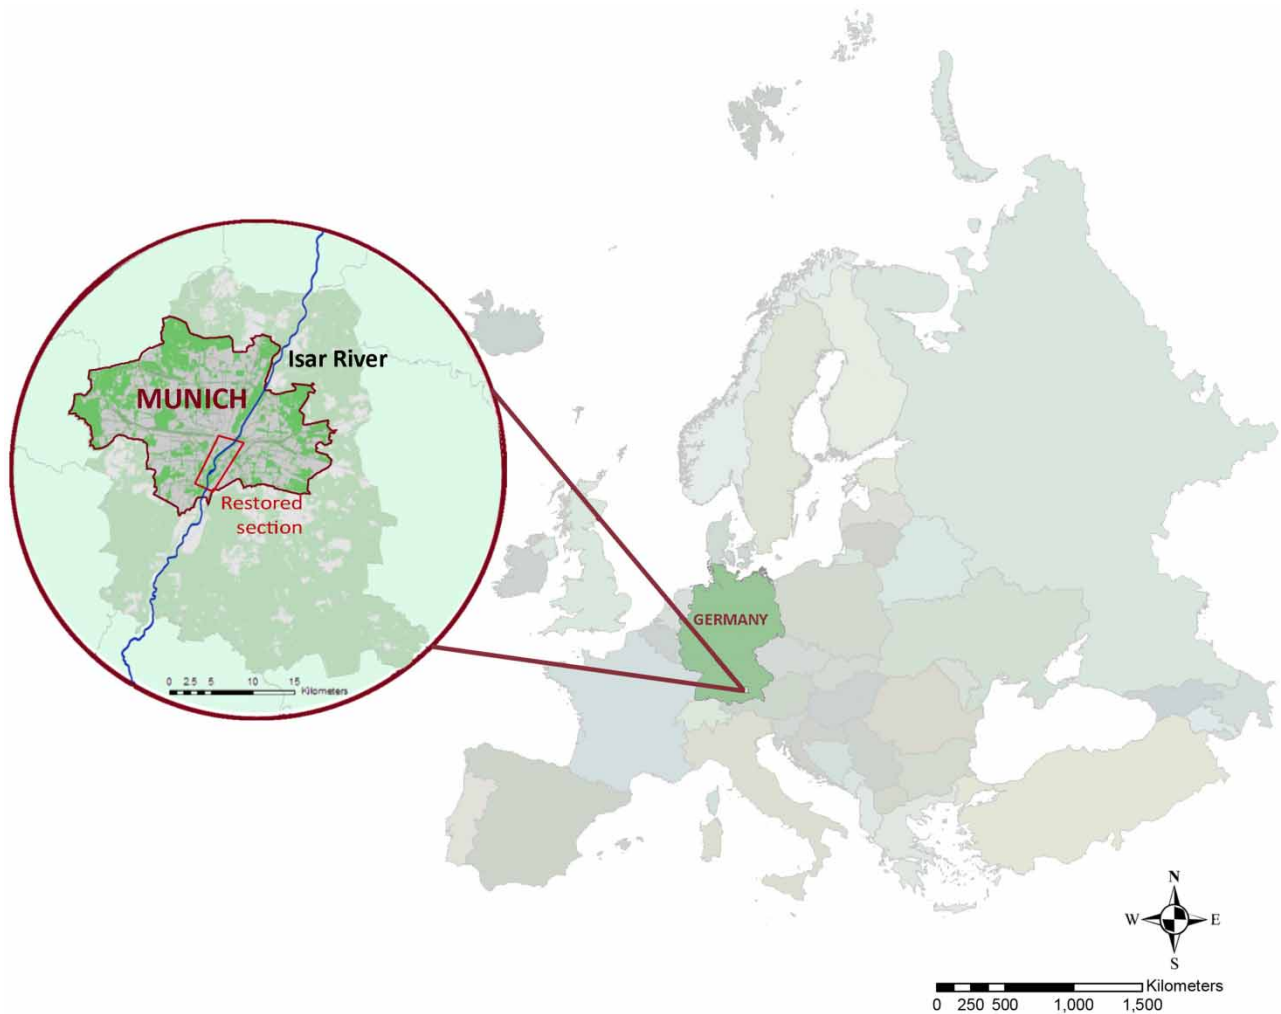 Isar River
MUNICH
Restored
section
0 2.5 5 10 15
Kilometers
GERMANY
N
W E
S
Kilometers
0 250 500 1,000 1,500